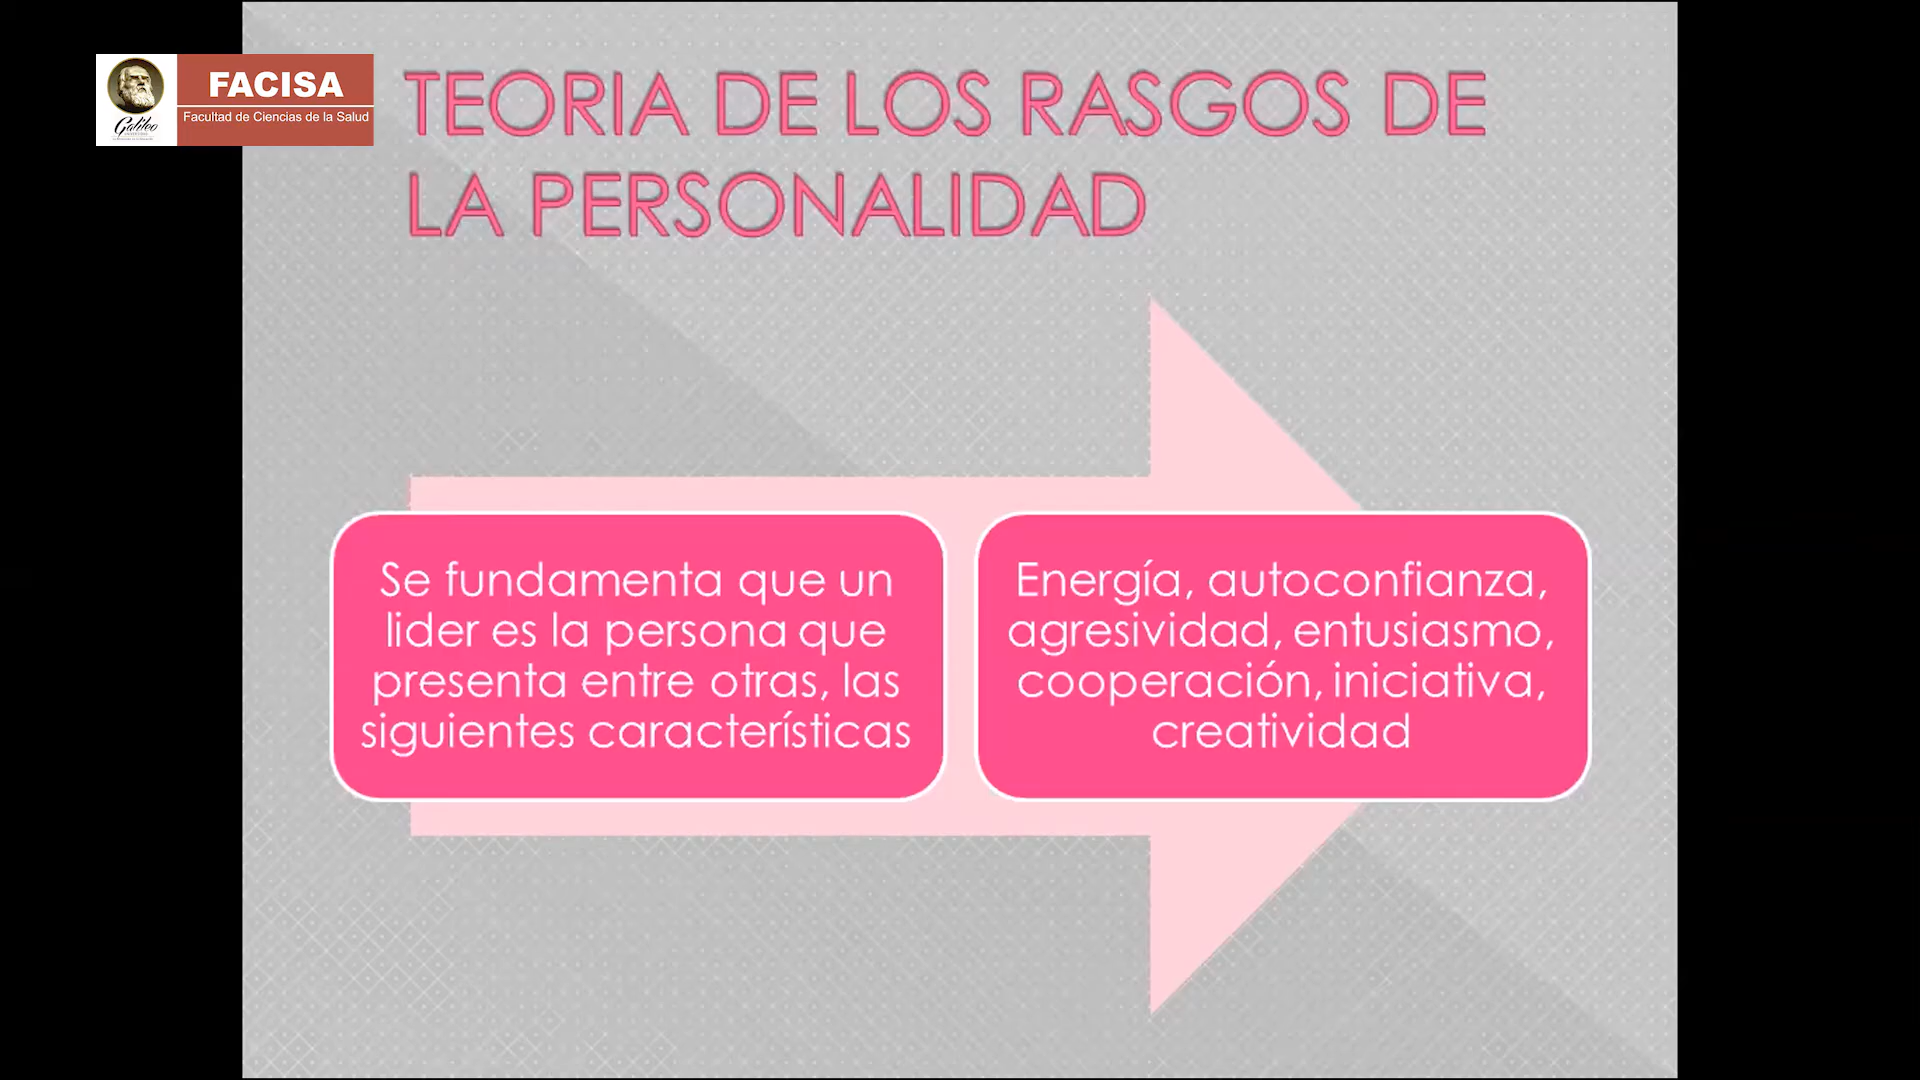 FACISA
Galileo
Facultad de Ciencias de la Salud
TEORIA DE LOS RASGOS DE
LA PERSONALIDAD
Se fundamenta que un
lider es la persona que
presenta entre otras, las
siguientes características
Energía, autoconfianza,
agresividad, entusiasmo,
cooperación, iniciativa,
creatividad